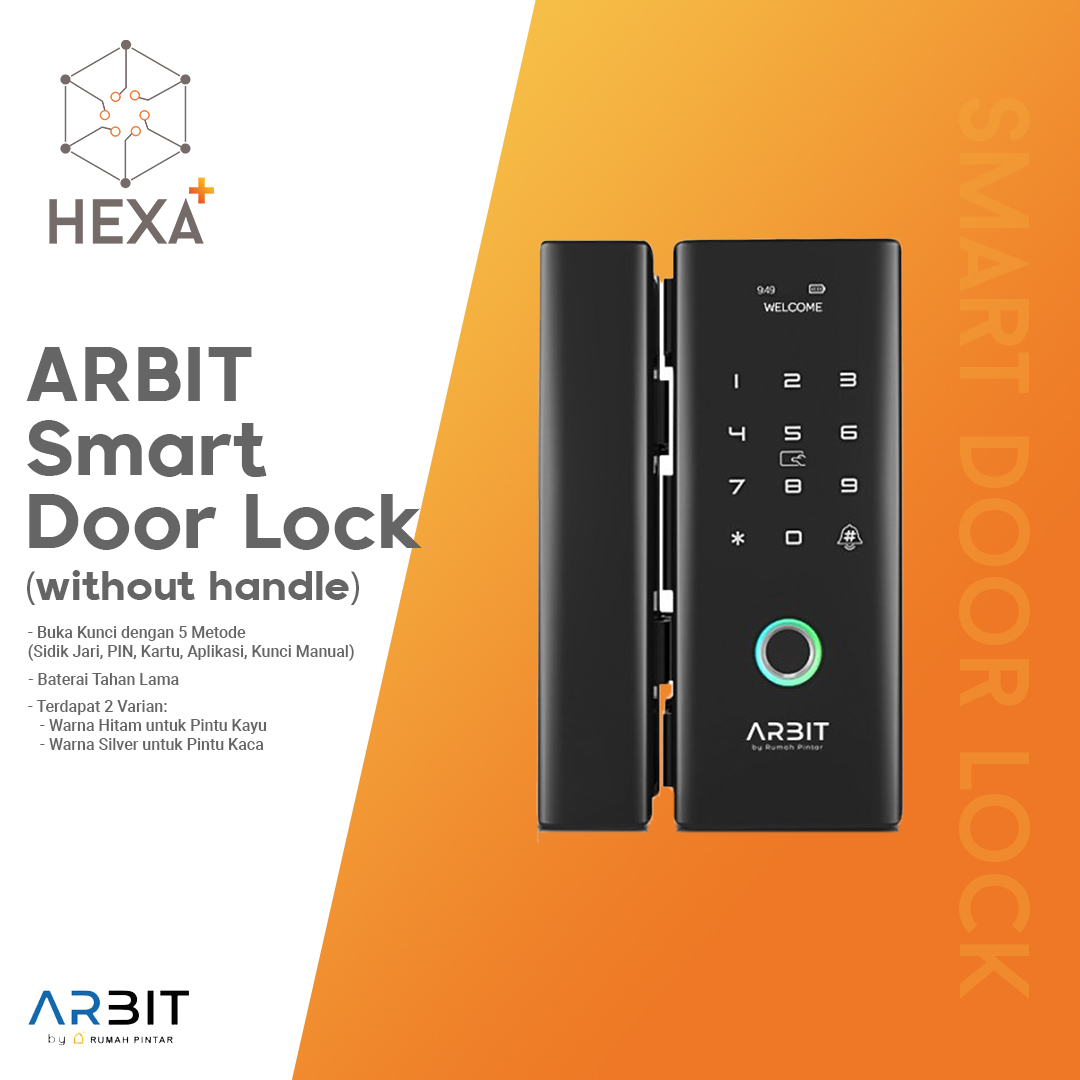 HEXA+
ARBIT
Smart
Door Lock
(without handle)
- Buka Kunci dengan 5 Metode
(Sidik Jari, PIN, Kartu, Aplikasi, Kunci Manual)
- Baterai Tahan Lama
- Terdapat 2 Varian:
- Warna Hitam untuk Pintu Kayu
- Warna Silver untuk Pintu Kaca
ARBIT
by RUMAH PINTAR
9:49
WELCOME
1 2 3
4 5 6
7 8 9
* 0 #
ARBIT
by Rumah Pintar
SMART DOOR LOCK